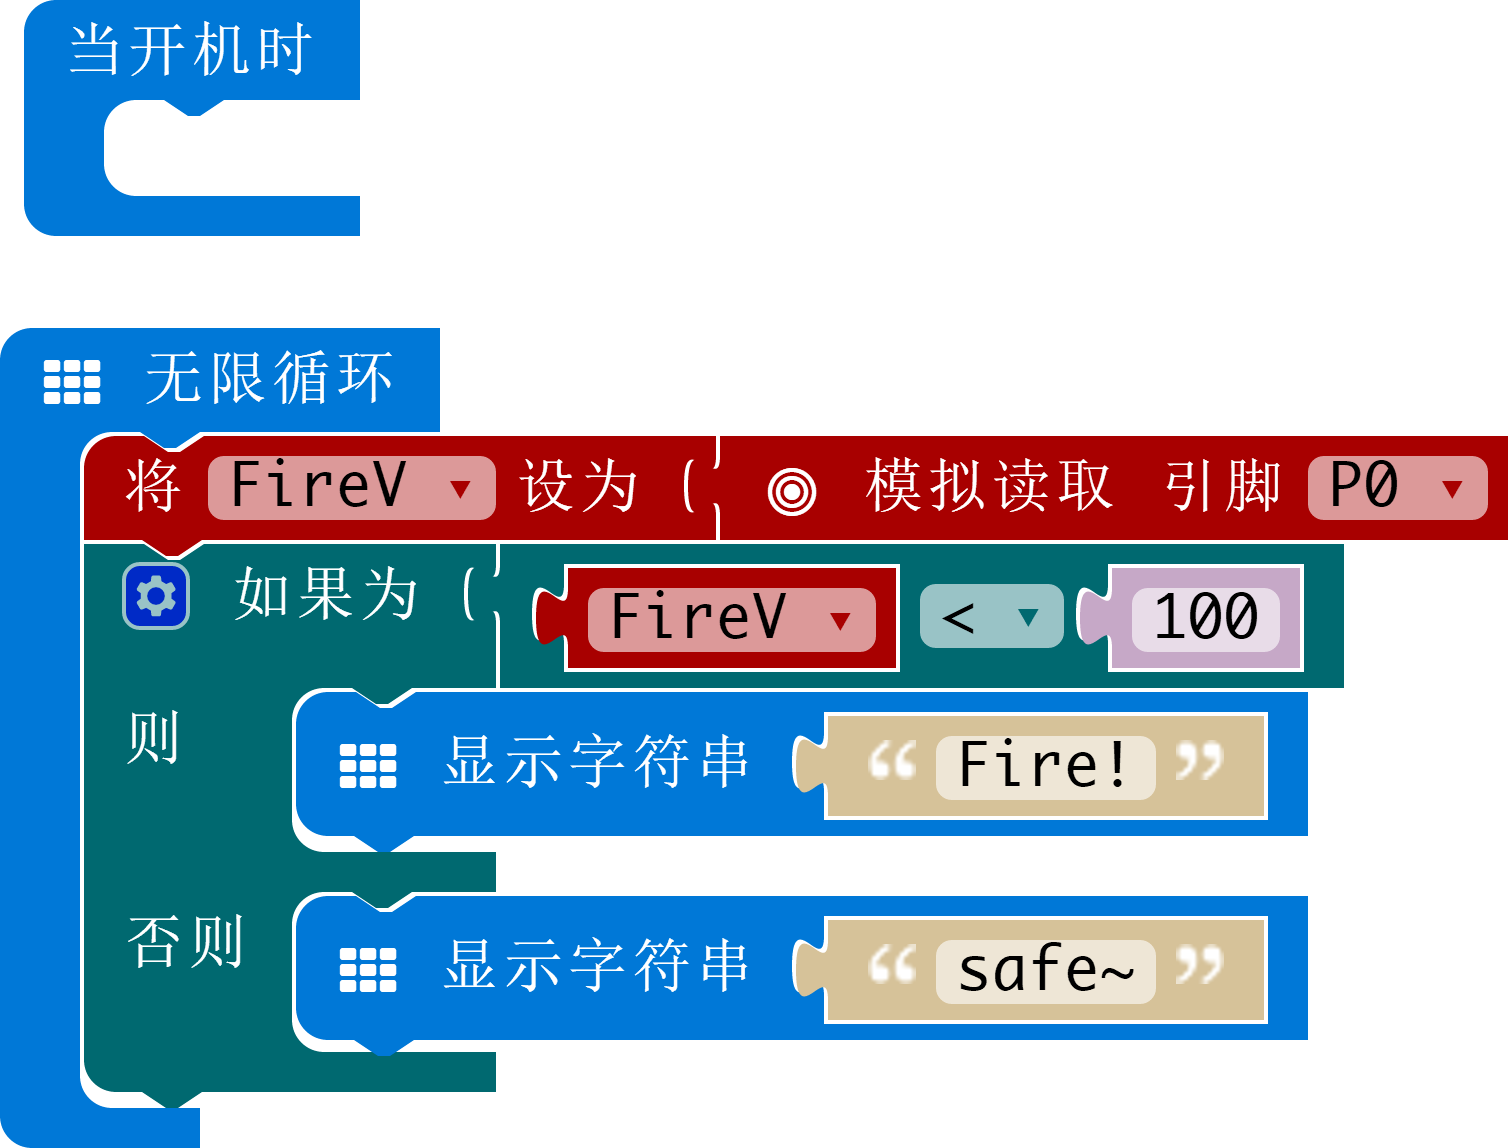 当开机时
无限循环
将 FireV 设为 ( 模拟读取 引脚 P0
如果为 ( FireV < 100
则 显示字符串 “ Fire! ”
否则 显示字符串 “ safe~ ”